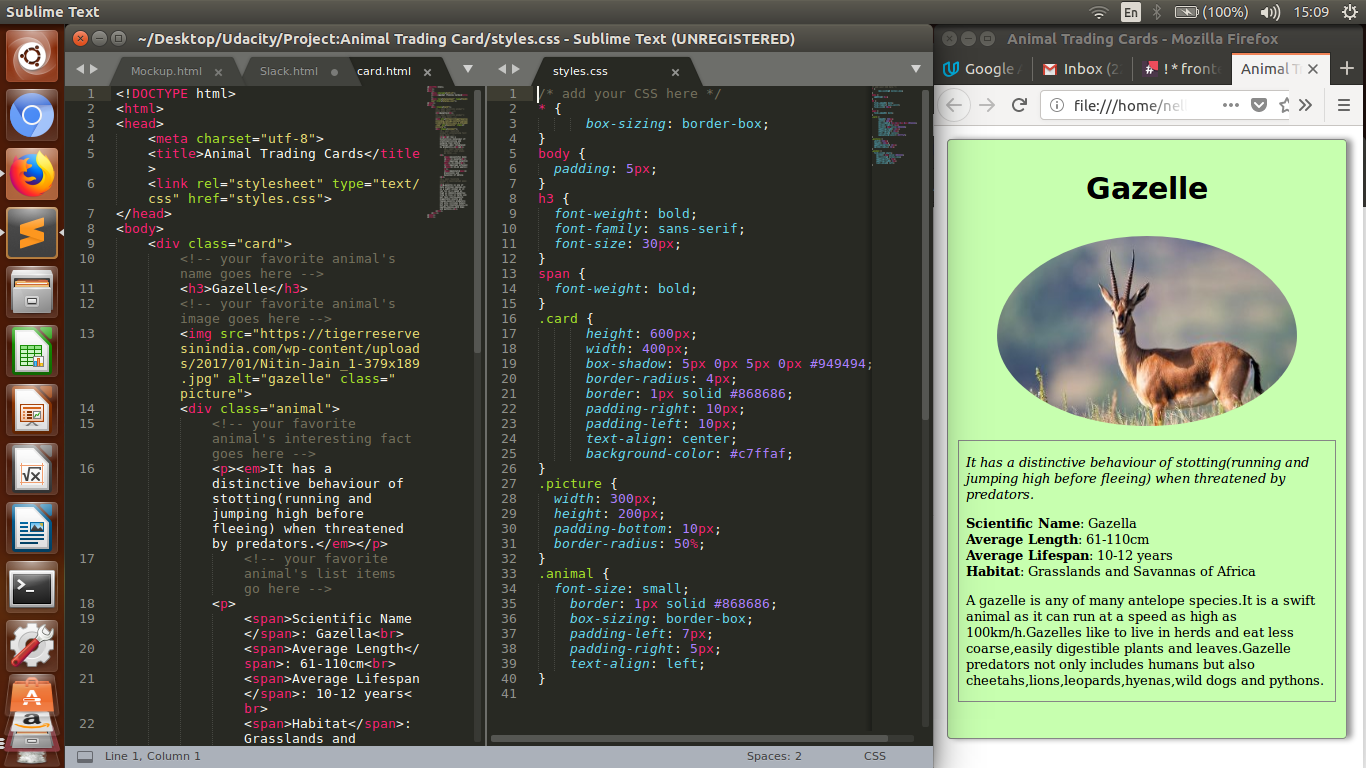 Sublime Text
En
(100%)
15:09
~/Desktop/Udacity/Project:Animal Trading Card/styles.css - Sublime Text (UNREGISTERED)
Mockup.html
Slack.html
card.html
1 <!DOCTYPE html>
2 <html>
3 <head>
4 <meta charset="utf-8">
5 <title>Animal Trading Cards</title
>
6 <link rel="stylesheet" type="text/
css" href="styles.css">
7 </head>
8 <body>
9 <div class="card">
10 <!-- your favorite animal's
name goes here -->
11 <h3>Gazelle</h3>
12 <!-- your favorite animal's
image goes here -->
13 <img src="https://tigerreserve
sinindia.com/wp-content/upload
s/2017/01/Nitin-Jain_1-379x189
.jpg" alt="gazelle" class="
picture">
14 <div class="animal">
15 <!-- your favorite
animal's interesting fact
goes here -->
16 <p><em>It has a
distinctive behaviour of
stotting(running and
jumping high before
fleeing) when threatened
by predators.</em></p>
17 <!-- your favorite
animal's list items
go here -->
18 <p>
19 <span>Scientific Name
</span>: Gazella<br>
20 <span>Average Length</
span>: 61-110cm<br>
21 <span>Average Lifespan
</span>: 10-12 years<
br>
22 <span>Habitat</span>:
Grasslands and
styles.css
1 /* add your CSS here */
2 * {
3 box-sizing: border-box;
4 }
5 body {
6 padding: 5px;
7 }
8 h3 {
9 font-weight: bold;
10 font-family: sans-serif;
11 font-size: 30px;
12 }
13 span {
14 font-weight: bold;
15 }
16 .card {
17 height: 600px;
18 width: 400px;
19 box-shadow: 5px 0px 5px 0px #949494;
20 border-radius: 4px;
21 border: 1px solid #868686;
22 padding-right: 10px;
23 padding-left: 10px;
24 text-align: center;
25 background-color: #c7ffaf;
26 }
27 .picture {
28 width: 300px;
29 height: 200px;
30 padding-bottom: 10px;
31 border-radius: 50%;
32 }
33 .animal {
34 font-size: small;
35 border: 1px solid #868686;
36 box-sizing: border-box;
37 padding-left: 7px;
38 padding-right: 5px;
39 text-align: left;
40 }
41
Line 1, Column 1
Spaces: 2
CSS
Animal Trading Cards - Mozilla Firefox
Google
Inbox (2
! * front
Animal T
file:///home/nel
Gazelle
It has a distinctive behaviour of stotting(running and
jumping high before fleeing) when threatened by
predators.
Scientific Name: Gazella
Average Length: 61-110cm
Average Lifespan: 10-12 years
Habitat: Grasslands and Savannas of Africa
A gazelle is any of many antelope species.It is a swift
animal as it can run at a speed as high as
100km/h.Gazelles like to live in herds and eat less
coarse,easily digestible plants and leaves.Gazelle
predators not only includes humans but also
cheetahs,lions,leopards,hyenas,wild dogs and pythons.